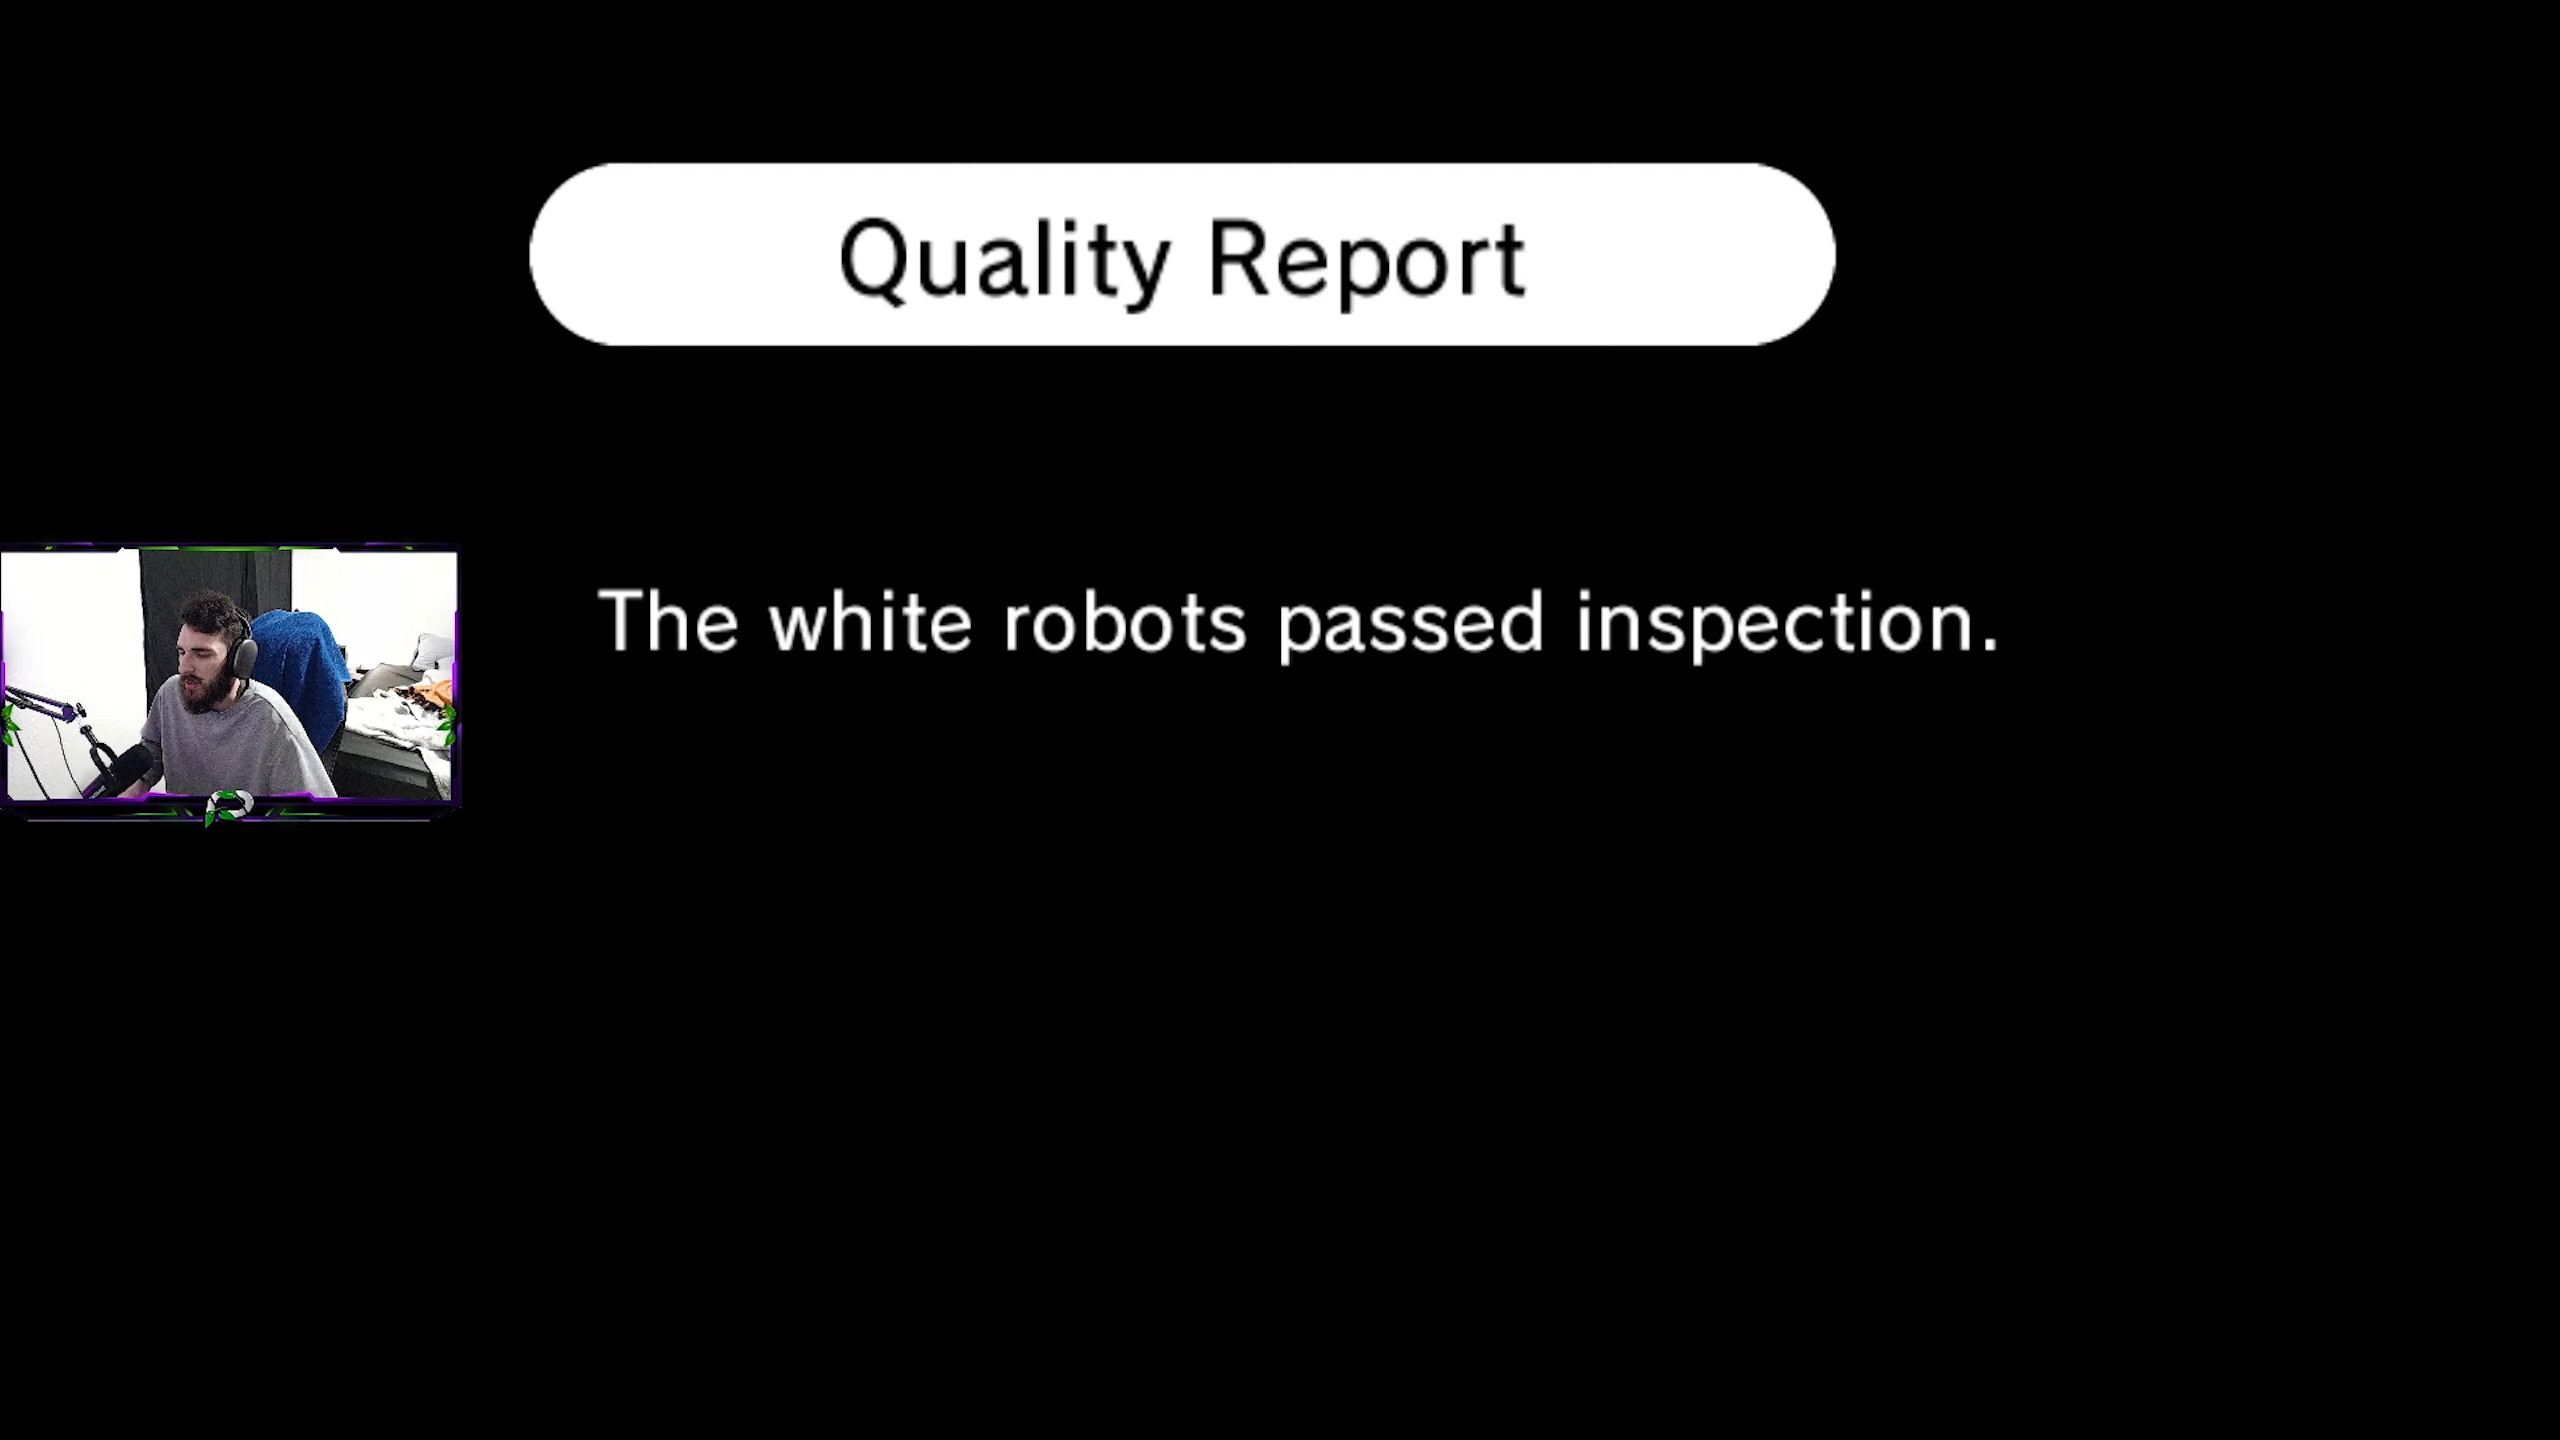 Quality Report
The white robots passed inspection.